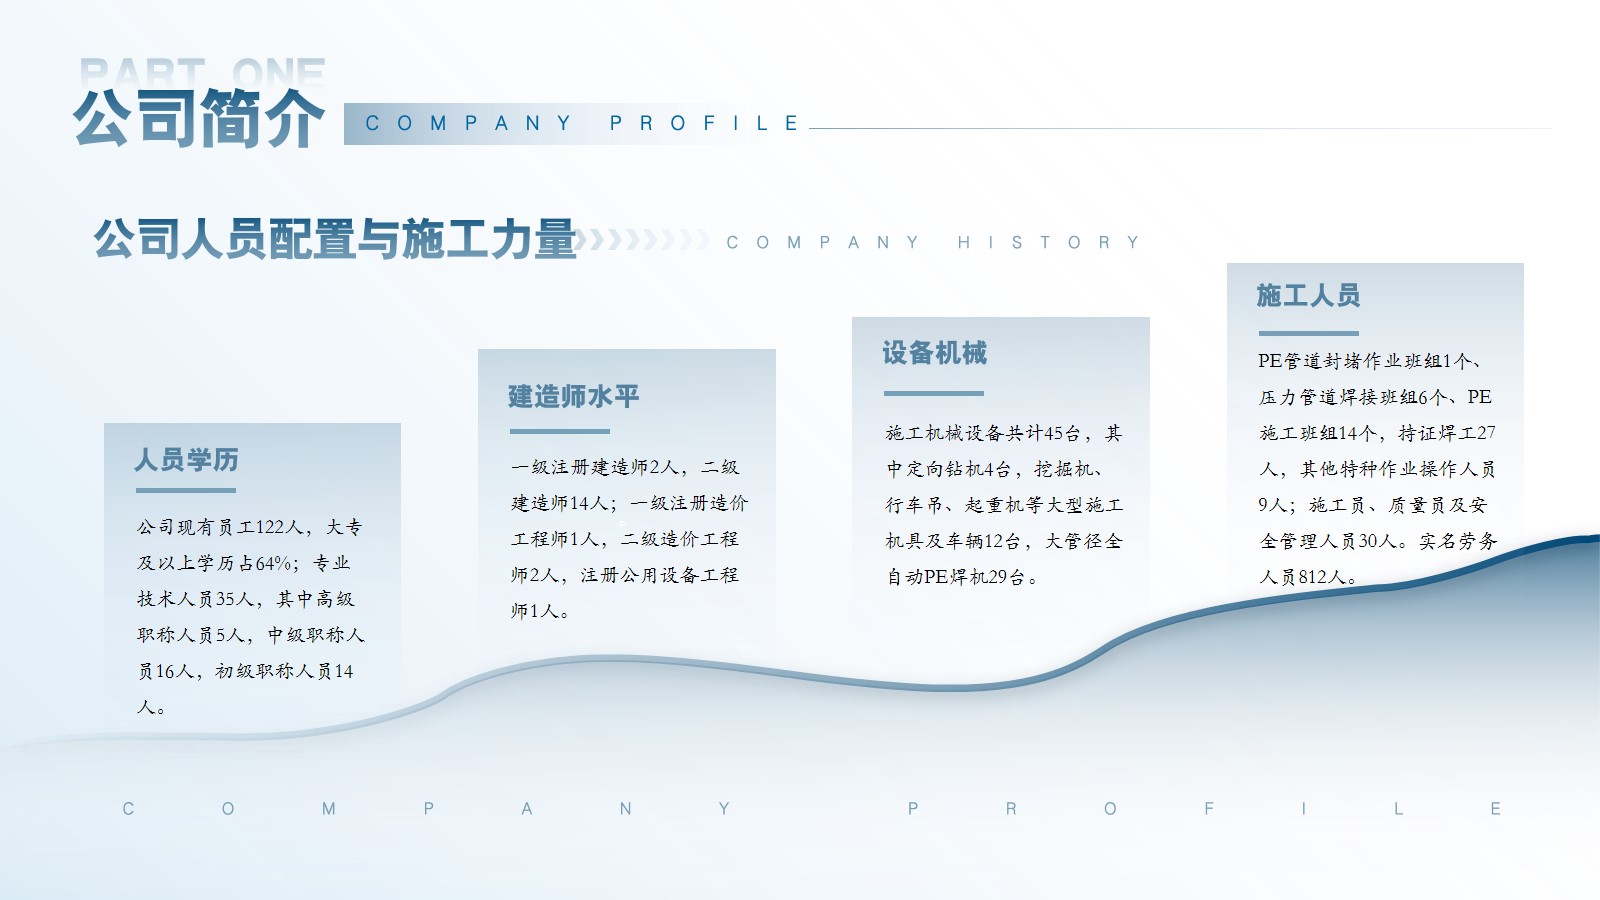 PART ONE
公司简介
COMPANY PROFILE
公司人员配置与施工力量
COMPANY HISTORY
人员学历
公司现有员工122人，大专
及以上学历占64%；专业
技术人员35人，其中高级
职称人员5人，中级职称人
员16人，初级职称人员14
人。
建造师水平
一级注册建造师2人，二级
建造师14人；一级注册造价
工程师1人，二级造价工程
师2人，注册公用设备工程
师1人。
设备机械
施工机械设备共计45台，其
中定向钻机4台，挖掘机、
行车吊、起重机等大型施工
机具及车辆12台，大管径全
自动PE焊机29台。
施工人员
PE管道封堵作业班组1个、
压力管道焊接班组6个、PE
施工班组14个，持证焊工27
人，其他特种作业操作人员
9人；施工员、质量员及安
全管理人员30人。实名劳务
人员812人。
COMPANY PROFILE